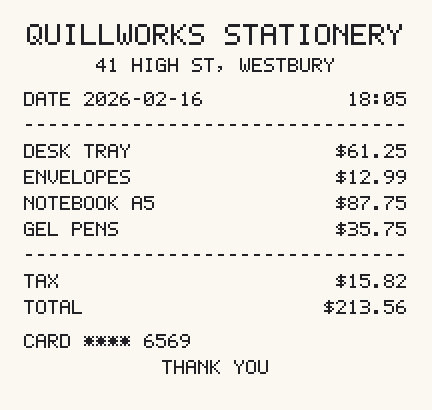 QUILLWORKS STATIONERY
41 HIGH ST, WESTBURY
DATE 2026-02-16 18:05
--------------------------------
DESK TRAY $61.25
ENVELOPES $12.99
NOTEBOOK A5 $87.75
GEL PENS $35.75
--------------------------------
TAX $15.82
TOTAL $213.56
CARD **** 6569
THANK YOU